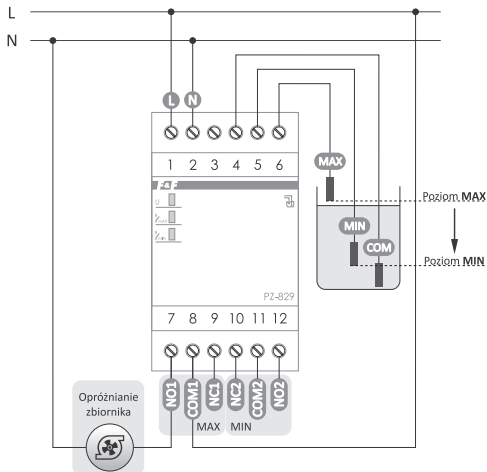 L
N
L N
1 2 3 4 5 6
MAX
F&F
U
MAX
MIN
MIN
COM
Poziom MAX
Poziom MIN
PZ-829
7 8 9 10 11 12
NO1 COM1 NC1 NC2 COM2 NO2
MAX MIN
Opróżnianie
zbiornika